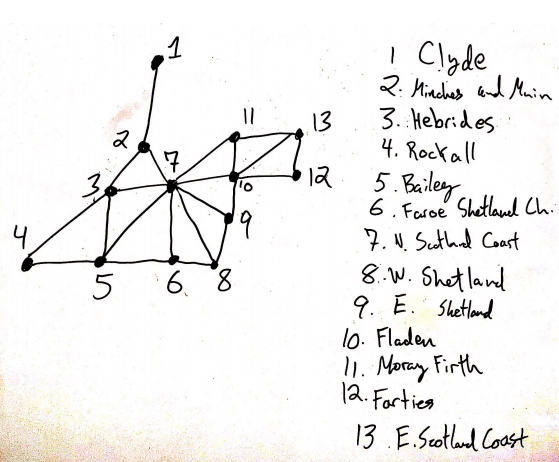 1
2
3
4
5
6
7
8
9
10
11
12
13
1 Clyde
2. Minches and Main
3. Hebrides
4. Rockall
5. Bailey
6. Faroe Shetland Ch.
7. N. Scotland Coast
8. W. Shetland
9. E. Shetland
10. Fladen
11. Moray Firth
12. Forties
13. E. Scotland Coast